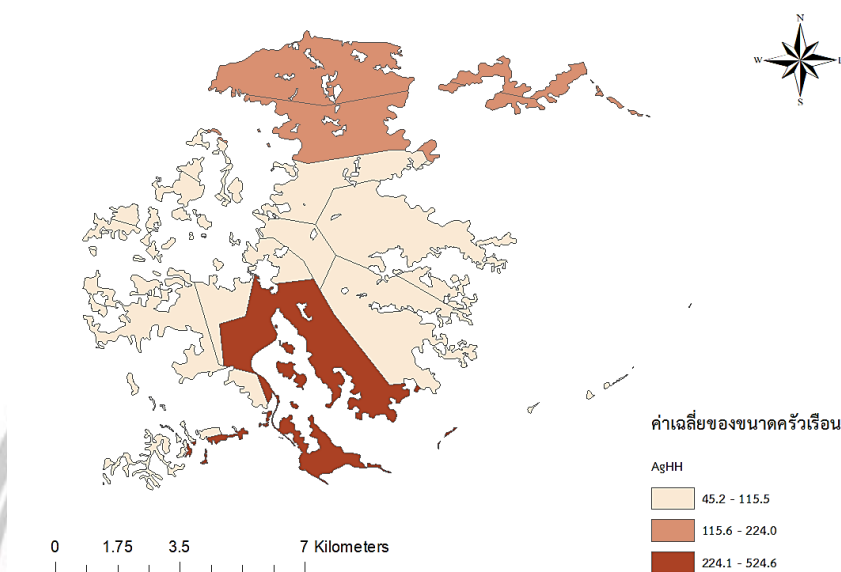 N
W
S
ค่าเฉลี่ยของขนาดครัวเรือน
AgHH
45.2 - 115.5
115.6 - 224.0
224.1 - 524.6
0 1.75 3.5 7 Kilometers